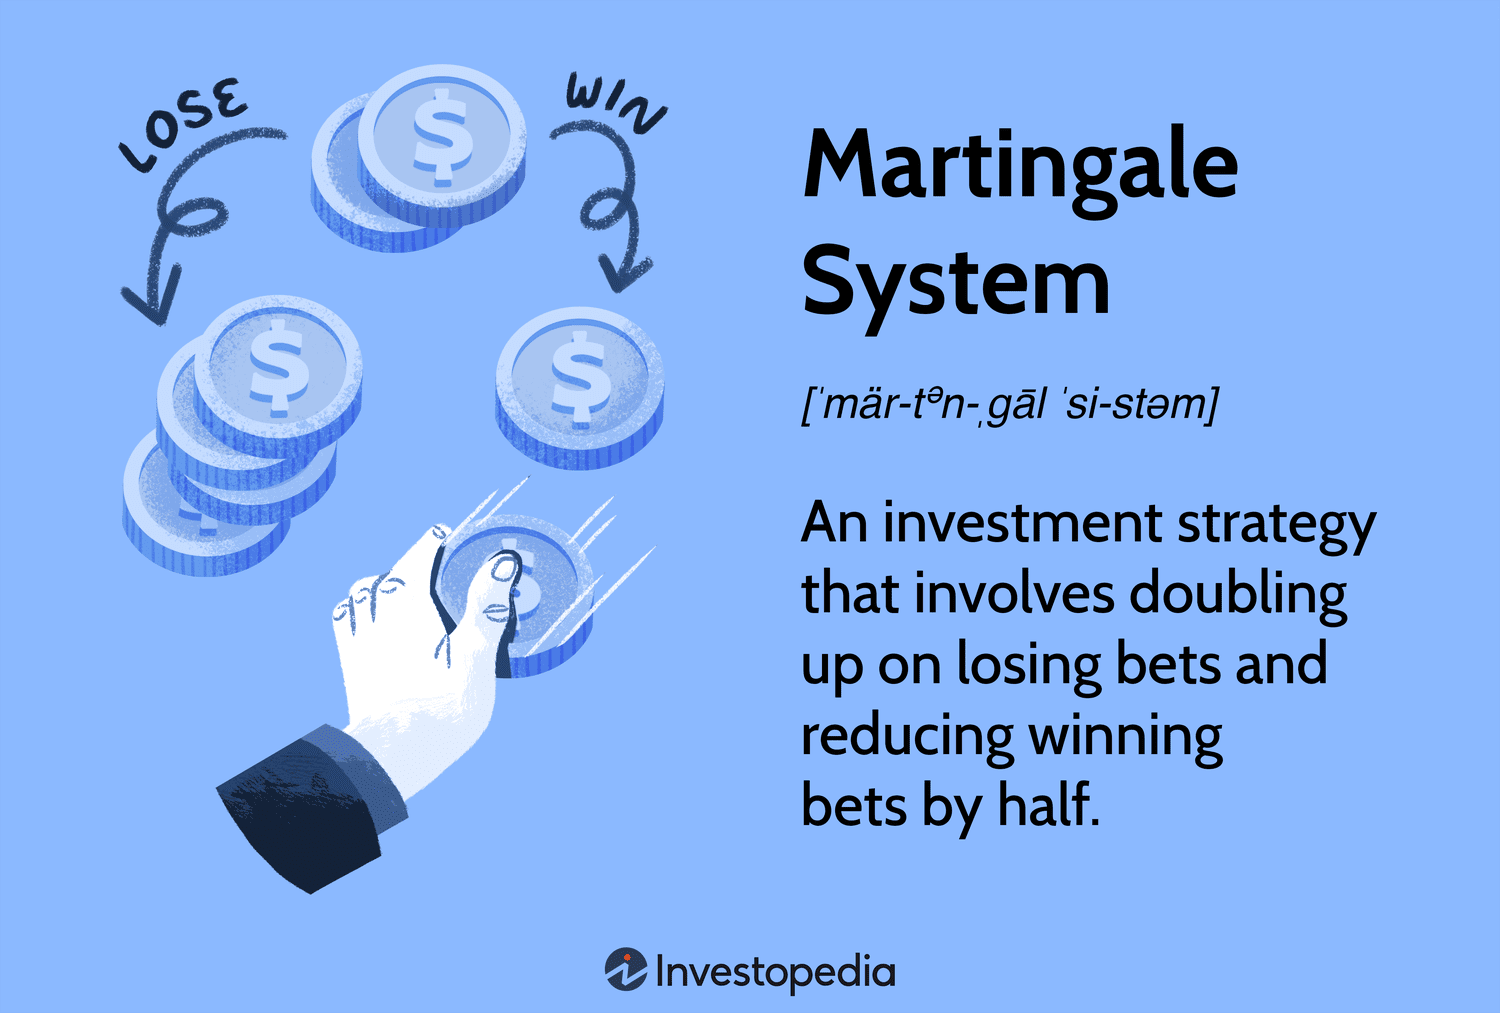 LOSE
WIN
Martingale
System
[ˈmär-tᵊn-ˌgāl ˈsi-stəm]
An investment strategy
that involves doubling
up on losing bets and
reducing winning
bets by half.
$
$
$
$
$
Investopedia